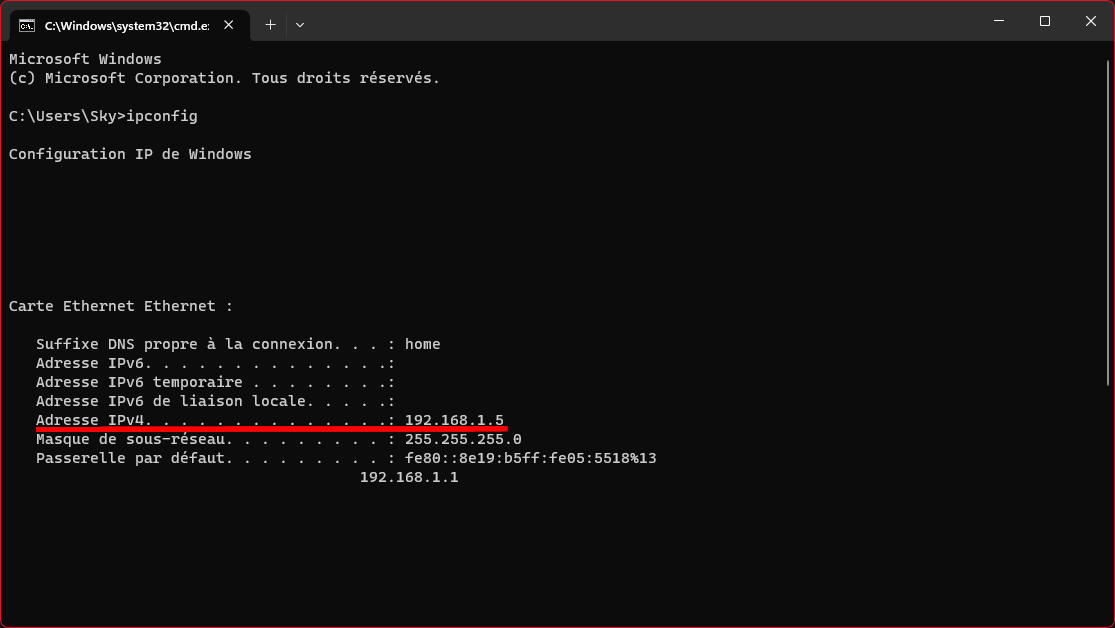 C:\Windows\system32\cmd.e:
Microsoft Windows
(c) Microsoft Corporation. Tous droits réservés.
C:\Users\Sky>ipconfig
Configuration IP de Windows
Carte Ethernet Ethernet :
Suffixe DNS propre à la connexion. . . : home
Adresse IPv6. . . . . . . . . . . . . .:
Adresse IPv6 temporaire . . . . . . . .:
Adresse IPv6 de liaison locale. . . . .:
Adresse IPv4. . . . . . . . . . . . . .: 192.168.1.5
Masque de sous-réseau. . . . . . . . . : 255.255.255.0
Passerelle par défaut. . . . . . . . . : fe80::8e19:b5ff:fe05:5518%13
192.168.1.1